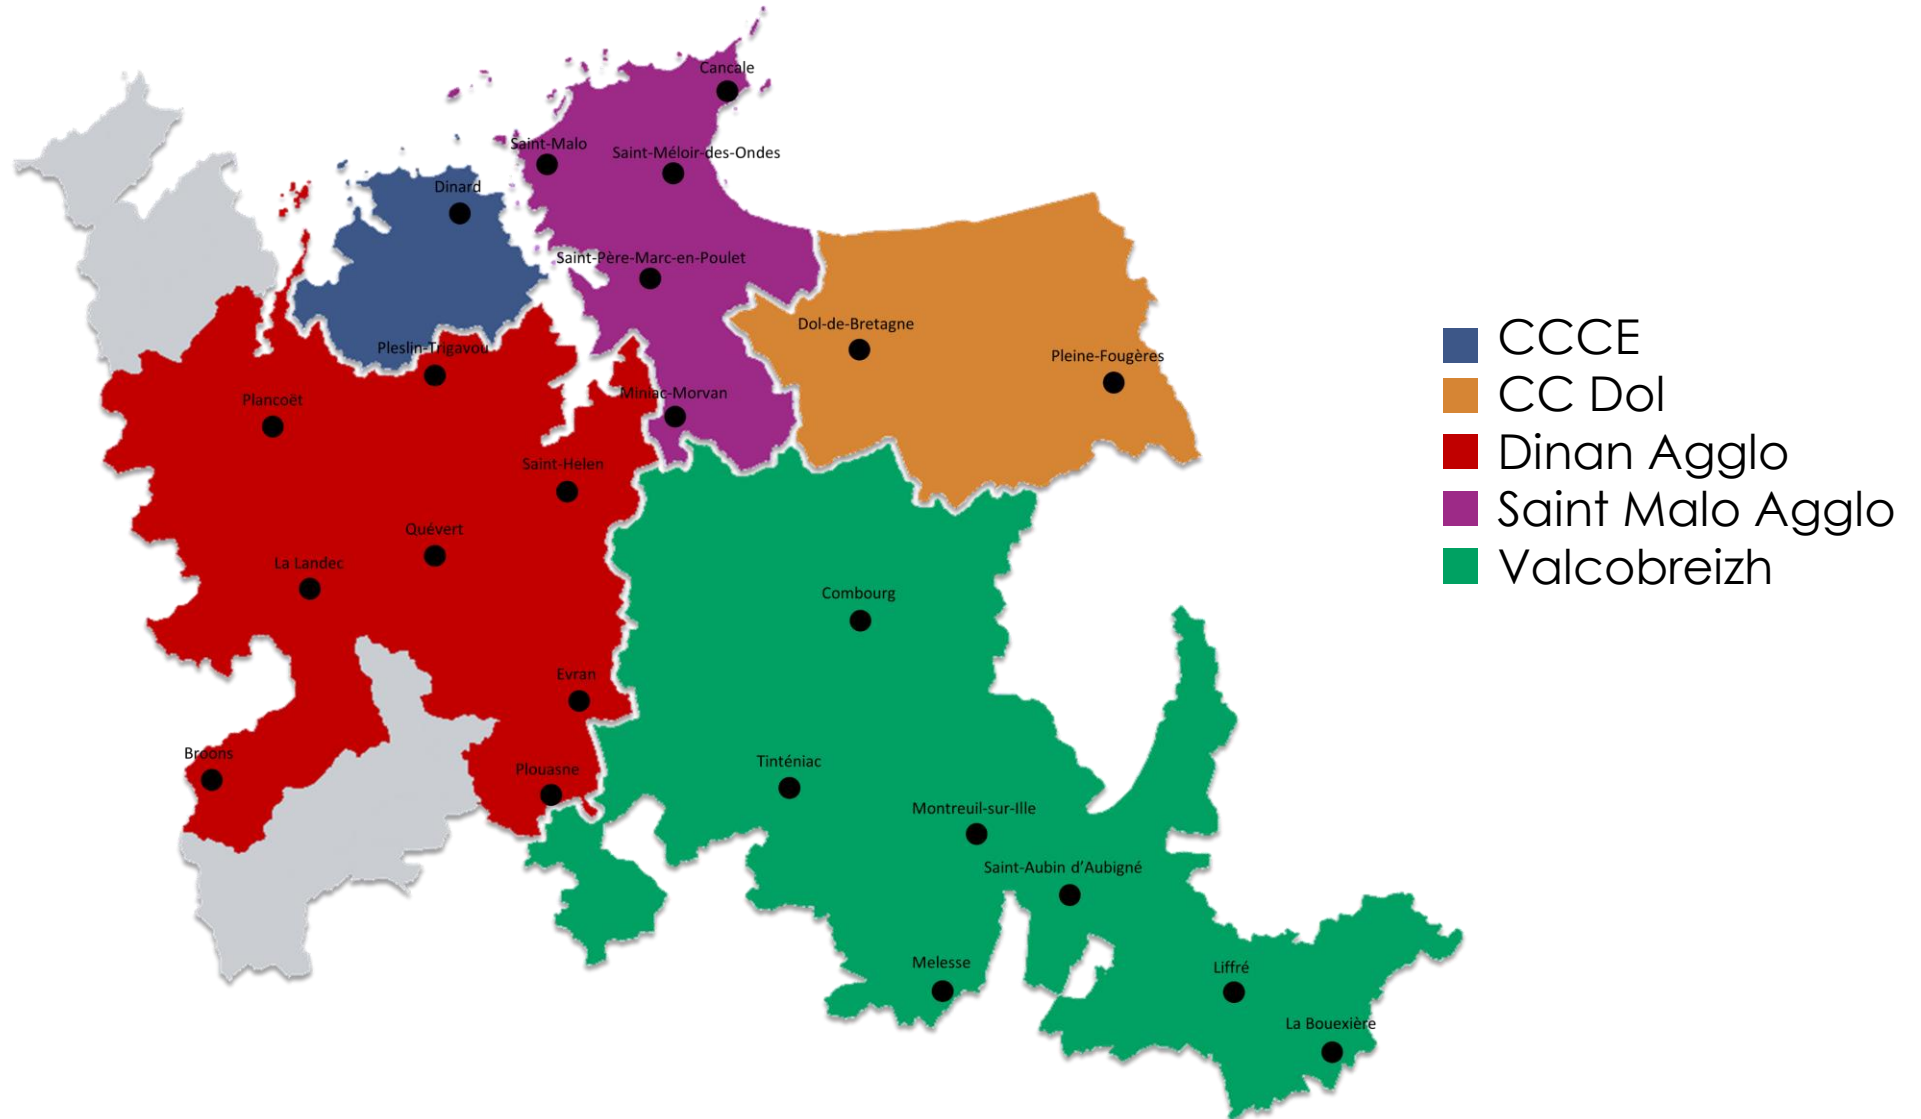 Cancale
Saint-Malo
Saint-Méloir-des-Ondes
Dinard
Saint-Père-Marc-en-Poulet
Dol-de-Bretagne
Pleslin-Trigavou
Pleine-Fougères
Plancoët
Miniac-Morvan
Saint-Helen
Quévert
La Landec
Combourg
Evran
Broons
Plouasne
Tinténiac
Montreuil-sur-Ille
Saint-Aubin d’Aubigné
Melesse
Liffré
La Bouexière
CCCE
CC Dol
Dinan Agglo
Saint Malo Agglo
Valcobreizh